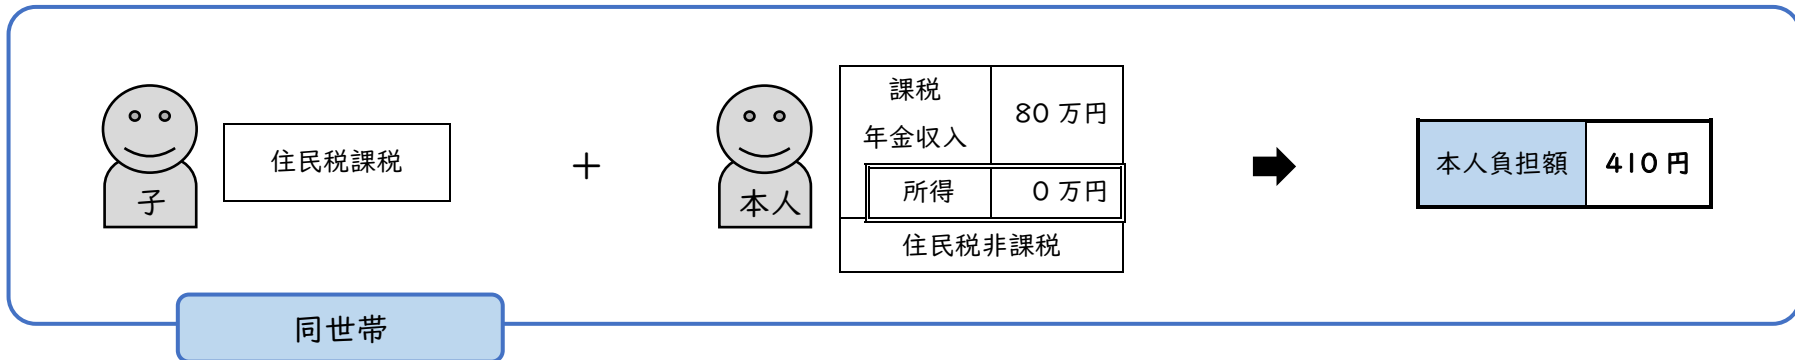 子
住民税課税
＋
本人
課税
年金収入
80 万円
所得
0 万円
住民税非課税
本人負担額
410 円
同世帯